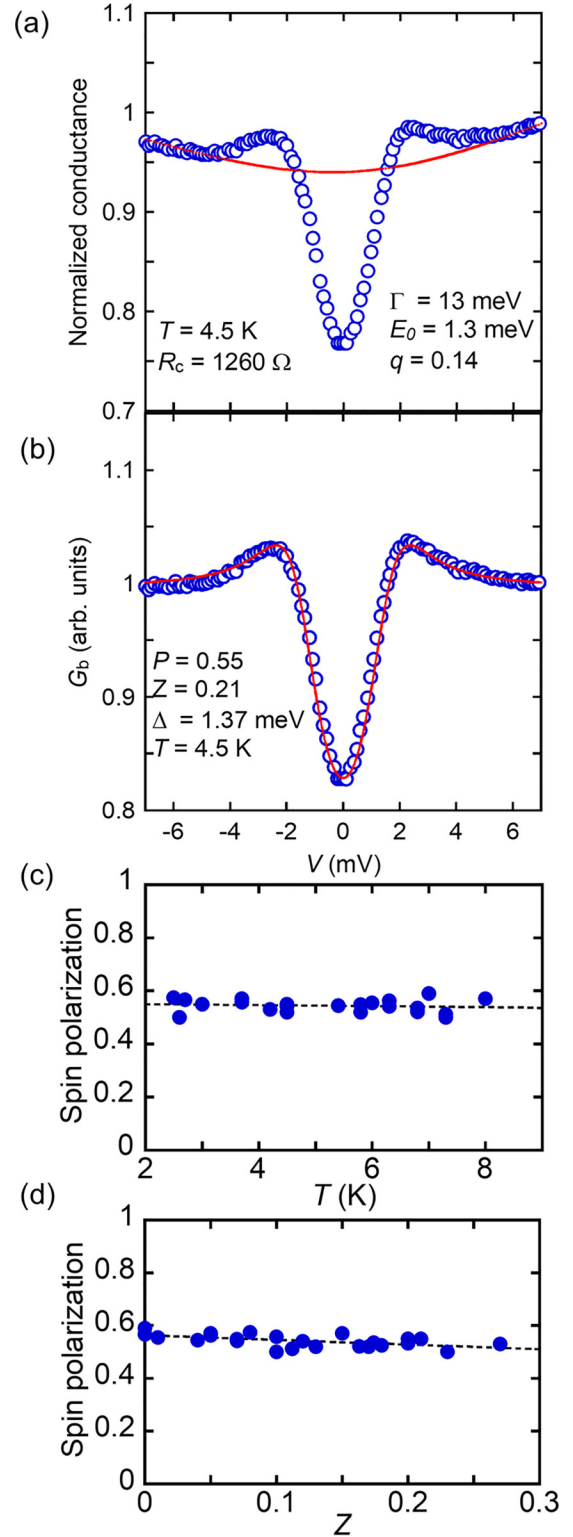 (a)
1.1
1
0.9
0.8
0.7
Normalized conductance
T = 4.5 K
Rc = 1260 Ω
Γ = 13 meV
E0 = 1.3 meV
q = 0.14
(b)
1.1
1
0.9
0.8
Gb (arb. units)
P = 0.55
Z = 0.21
Δ = 1.37 meV
T = 4.5 K
-6 -4 -2 0 2 4 6
V (mV)
(c)
1
0.8
0.6
0.4
0.2
0
Spin polarization
2 4 6 8
T (K)
(d)
1
0.8
0.6
0.4
0.2
0
Spin polarization
0 0.1 0.2 0.3
Z